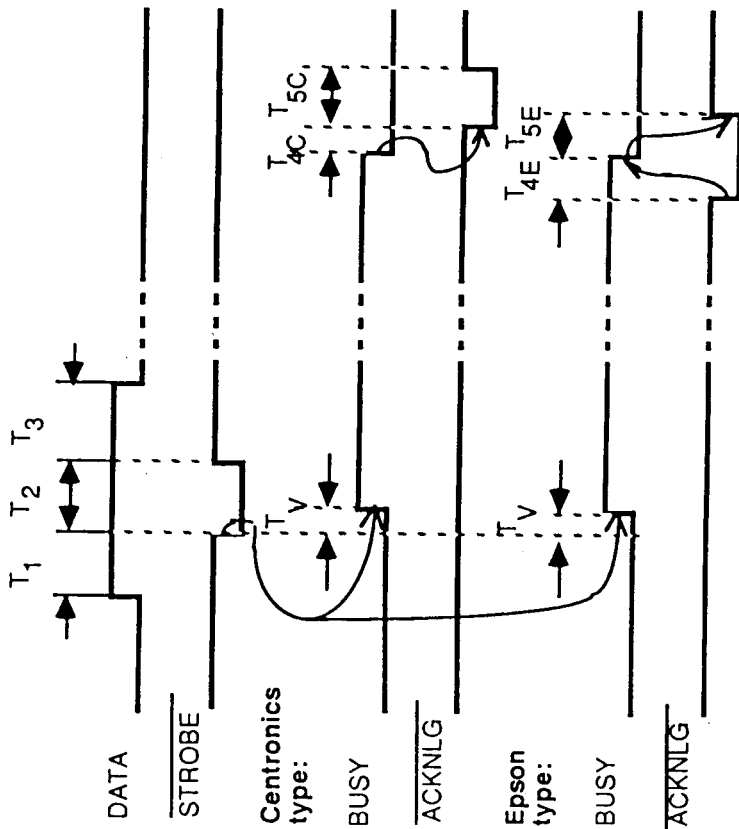 T1 T2 T3
DATA
STROBE
Centronics
type:
TV T4C T5C
BUSY
ACKNLG
Epson
type:
TV T4E T5E
BUSY
ACKNLG